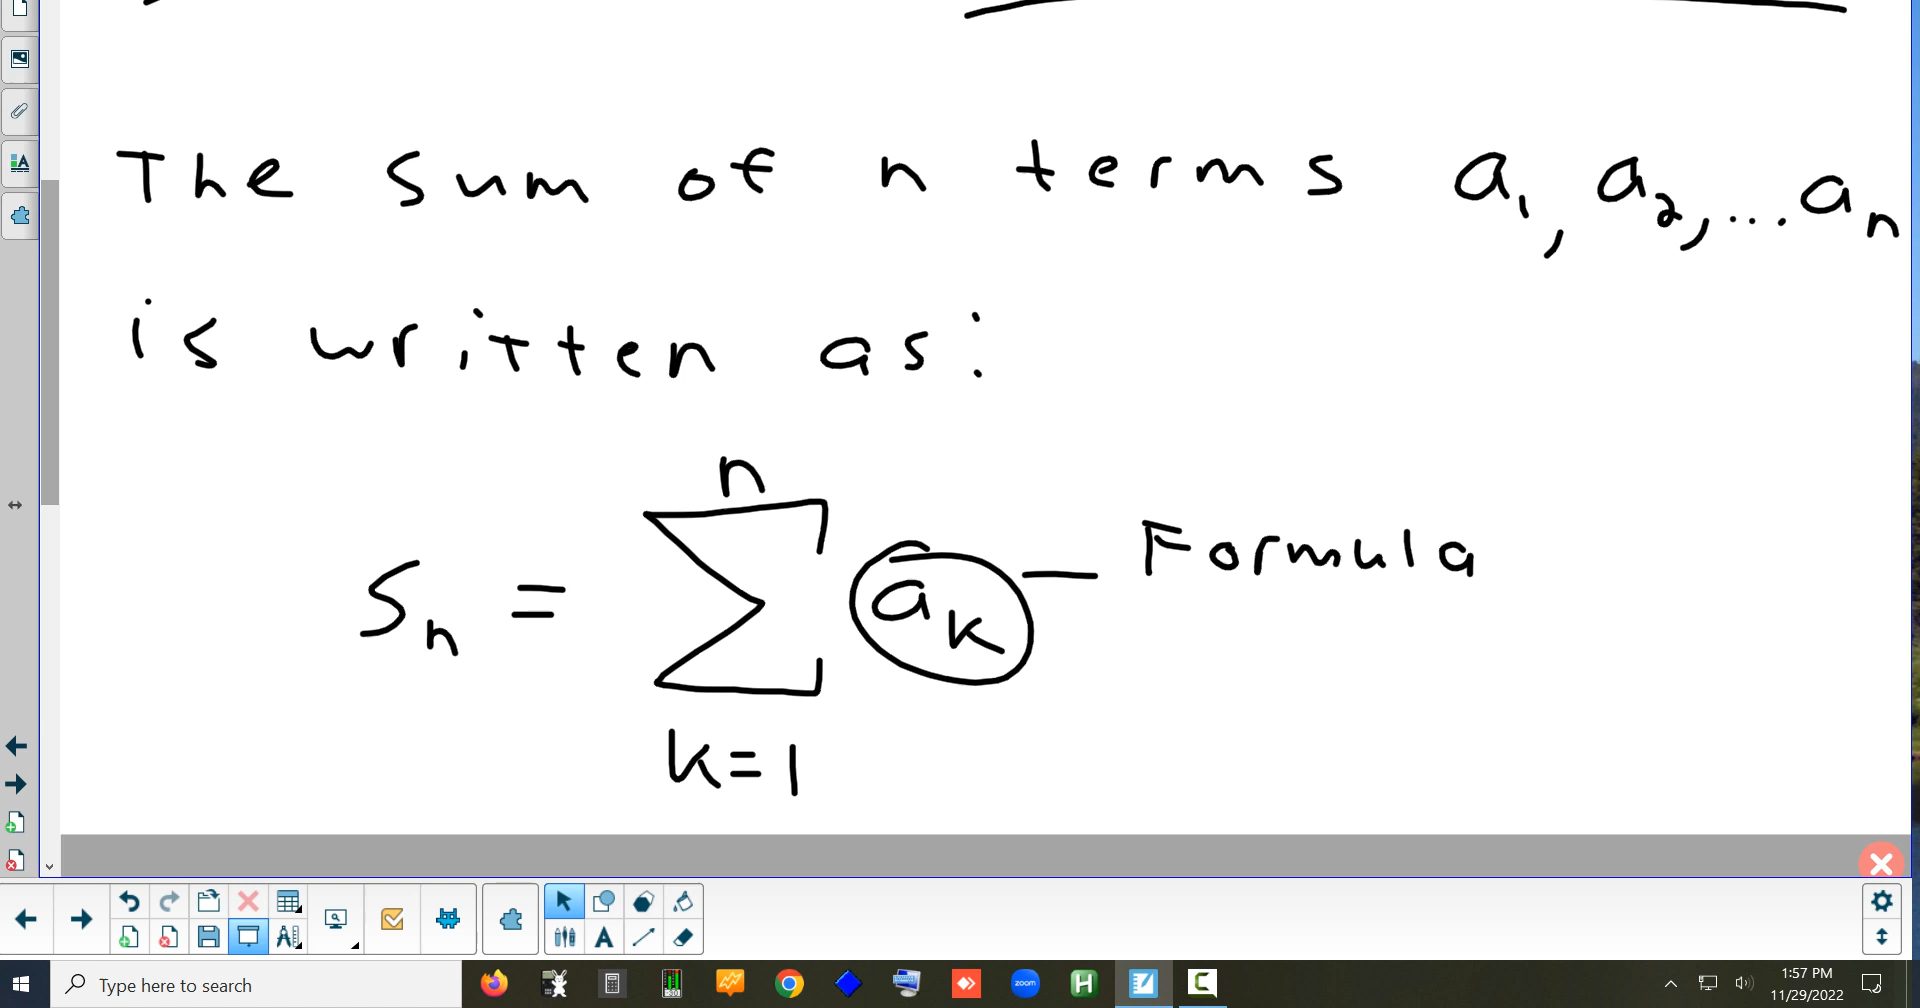 The sum of n terms a₁, a₂, ... aₙ
is written as:
n
Sₙ = ∑ aₖ — Formula
k=1
A
A
Type here to search
zoom
H
C
1:57 PM
11/29/2022